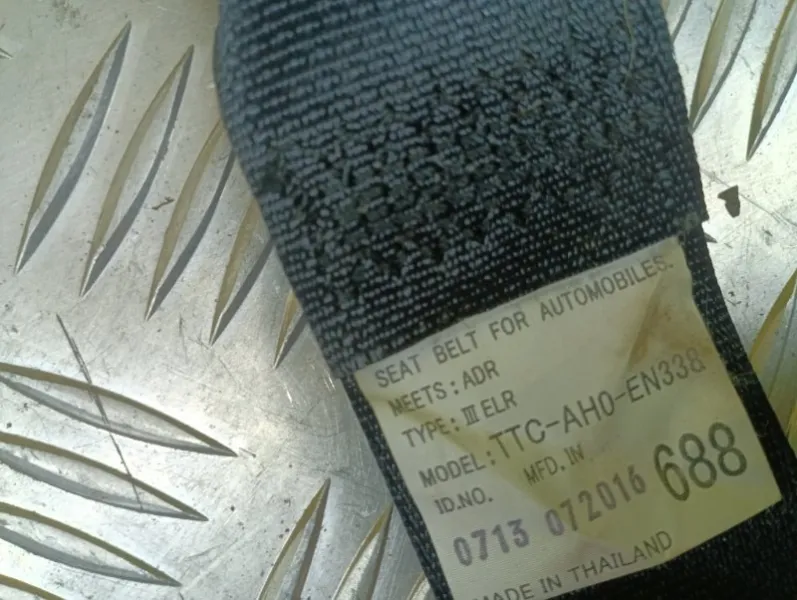 SEAT BELT FOR AUTOMOBILES.
MEETS: ADR
TYPE: Ⅲ ELR
MODEL: TTC-AH0-EN338
ID.NO. MFD. IN
0713 072016 688
MADE IN THAILAND